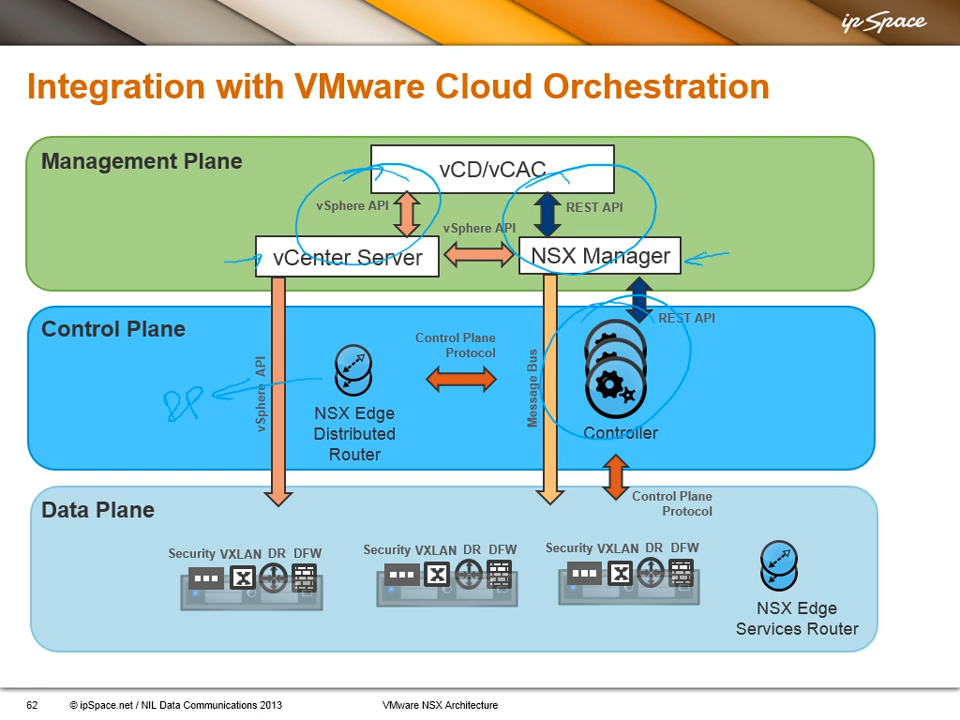 ipSpace
Integration with VMware Cloud Orchestration
Management Plane
vCD/vCAC
vSphere API
REST API
vSphere API
vCenter Server
NSX Manager
Control Plane
REST API
Control Plane
Protocol
vSphere API
Message Bus
NSX Edge
Distributed
Router
Controller
Data Plane
Control Plane
Protocol
Security VXLAN DR DFW
Security VXLAN DR DFW
Security VXLAN DR DFW
NSX Edge
Services Router
62 © ipSpace.net / NIL Data Communications 2013 VMware NSX Architecture